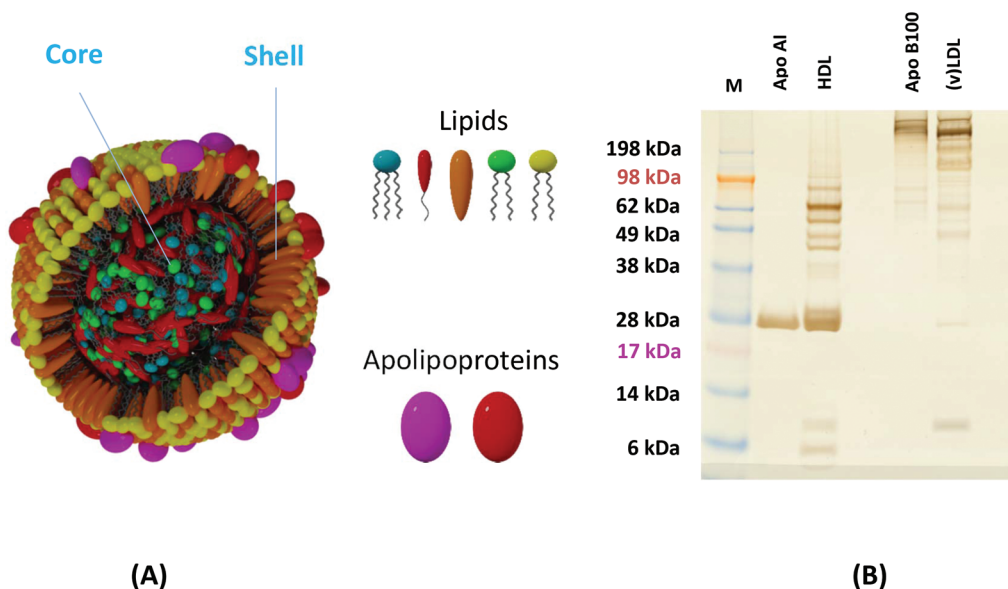 Core
Shell
Lipids
Apolipoproteins
(A)
M
Apo AI
HDL
Apo B100
(v)LDL
198 kDa
98 kDa
62 kDa
49 kDa
38 kDa
28 kDa
17 kDa
14 kDa
6 kDa
(B)